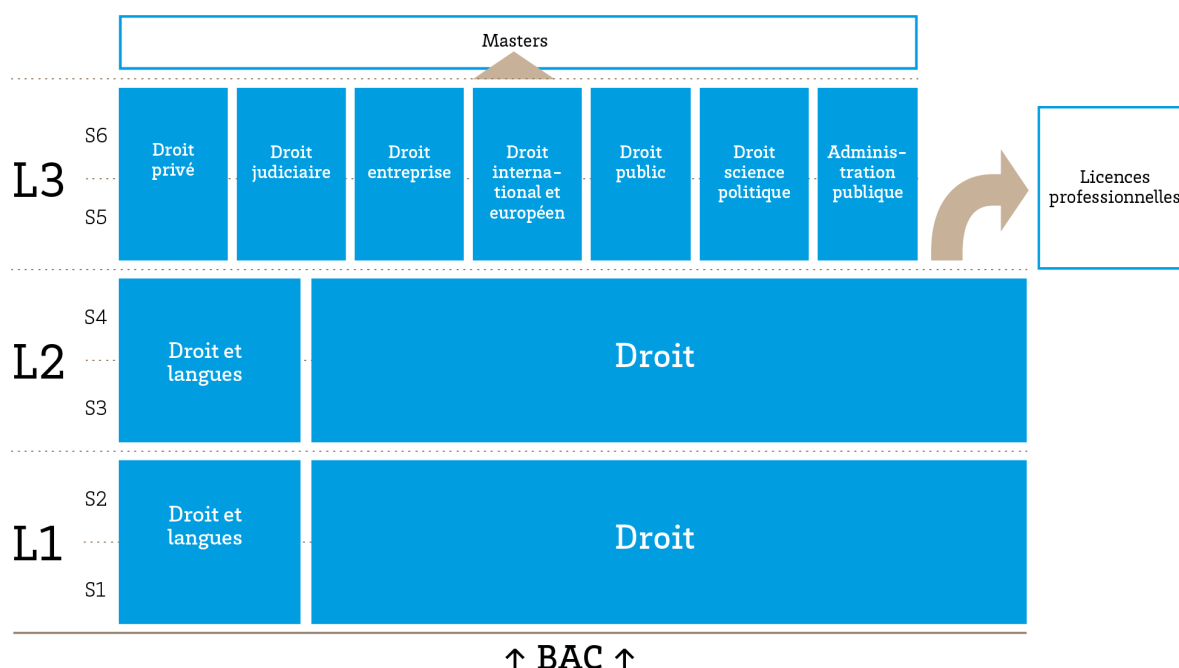 Masters
S6
L3
S5
Droit
privé
Droit
judiciaire
Droit
entreprise
Droit
interna-
tional et
européen
Droit
public
Droit
science
politique
Adminis-
tration
publique
Licences
professionnelles
S4
L2
S3
Droit et
langues
Droit
S2
L1
S1
Droit et
langues
Droit
↑ BAC ↑